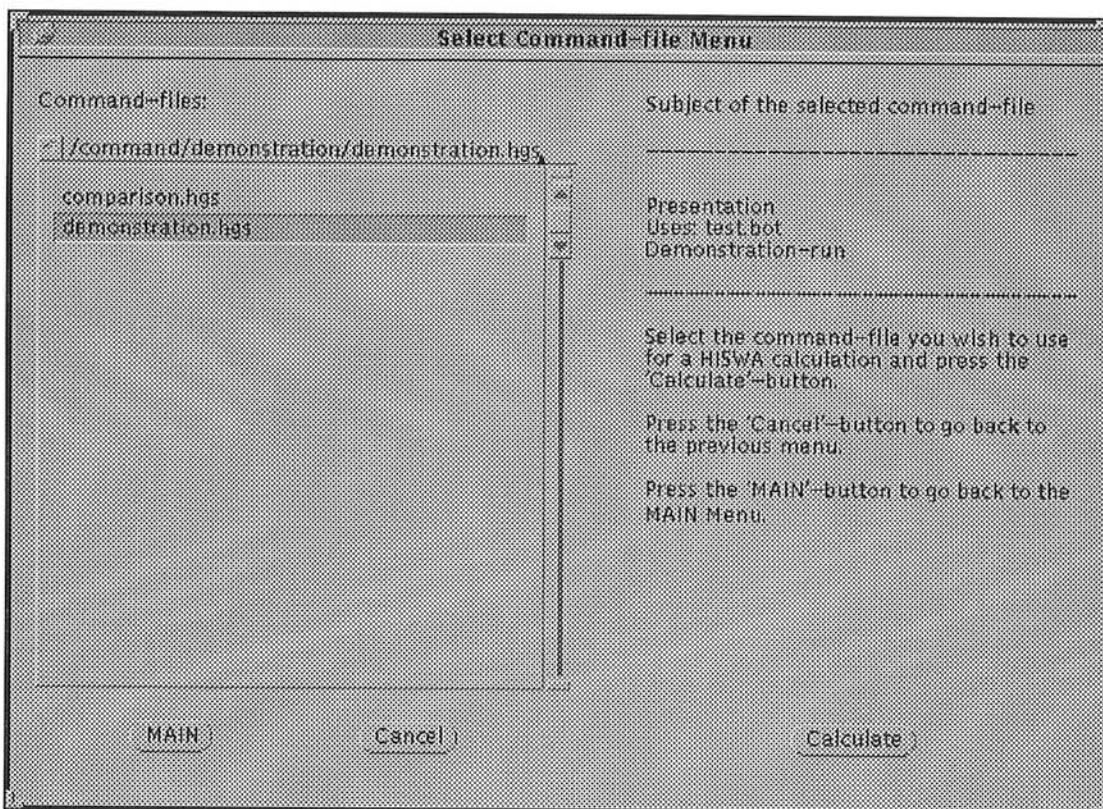 Select Command-file Menu
Command-files:
/command/demonstration/demonstration.hgs
comparison.hgs
demonstration.hgs
Subject of the selected command-file
Presentation
Uses: test.bot
Demonstration-run
Select the command-file you wish to use
for a HISWA calculation and press the
'Calculate'-button.
Press the 'Cancel'-button to go back to
the previous menu.
Press the 'MAIN'-button to go back to the
MAIN Menu.
MAIN
Cancel
Calculate